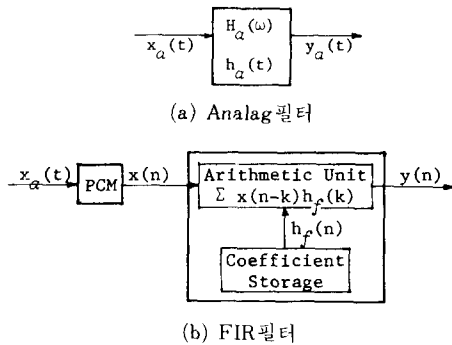 H_a(ω)
x_a(t)
y_a(t)
h_a(t)
(a) Analag필터
x_a(t)
PCM
x(n)
Arithmetic Unit
Σ x(n-k)h_f(k)
y(n)
h_f(n)
Coefficient
Storage
(b) FIR필터